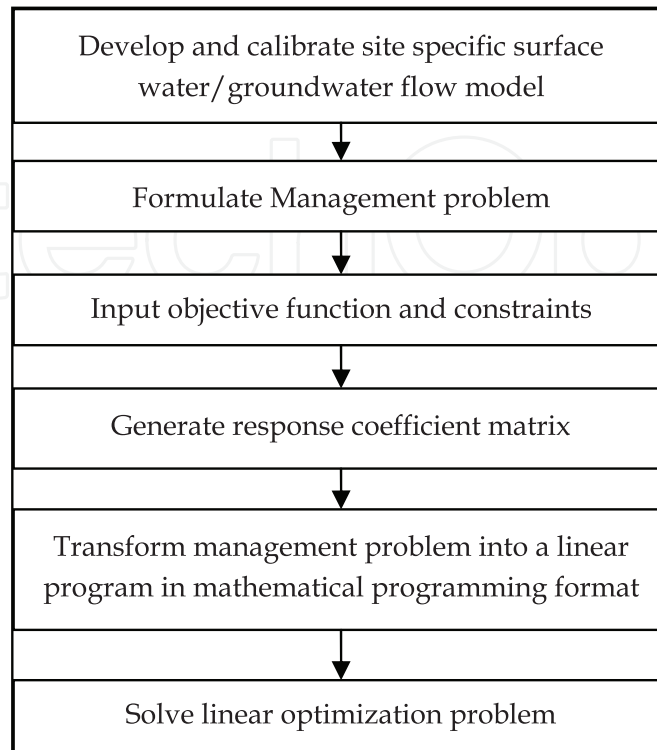 Develop and calibrate site specific surface
water/groundwater flow model
Formulate Management problem
Input objective function and constraints
Generate response coefficient matrix
Transform management problem into a linear
program in mathematical programming format
Solve linear optimization problem